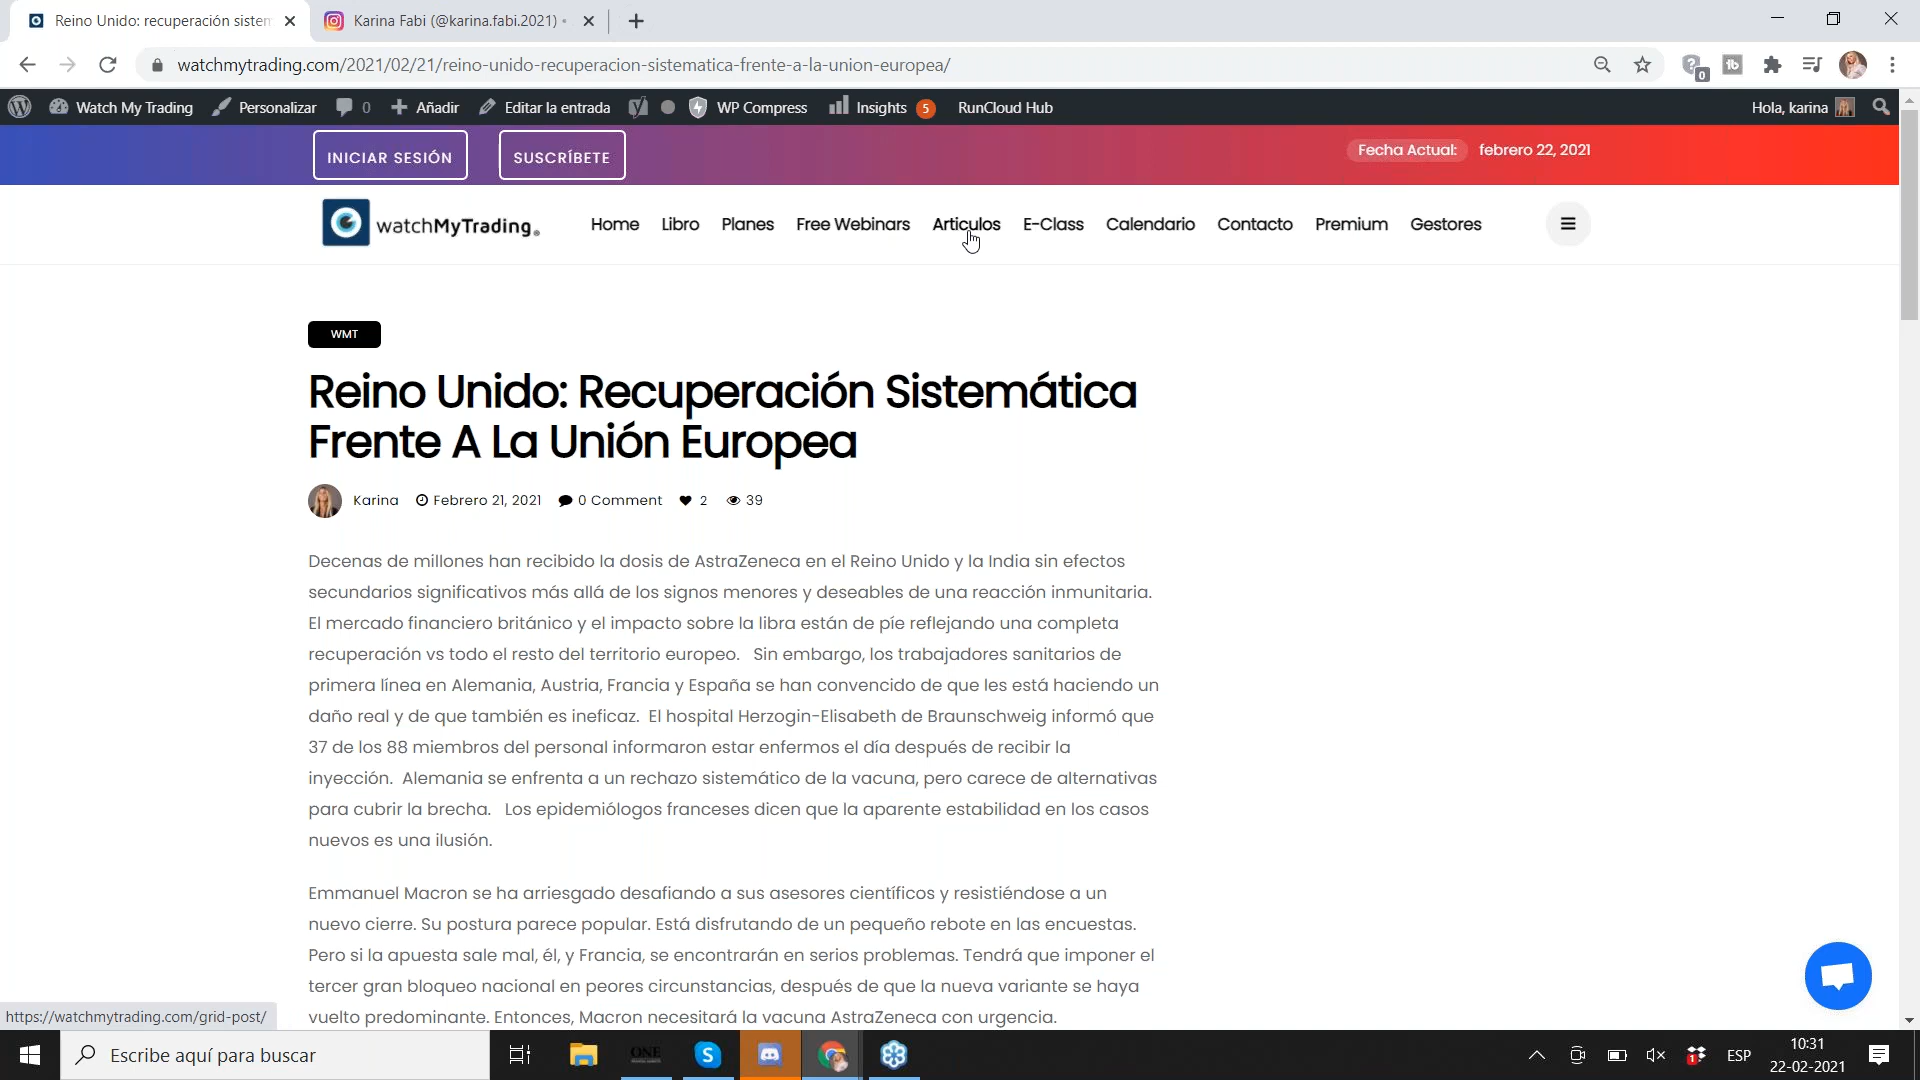 Reino Unido: recuperación sistem
Karina Fabi (@karina.fabi.2021)
watchmytrading.com/2021/02/21/reino-unido-recuperacion-sistematica-frente-a-la-union-europea/
0
Watch My Trading Personalizar 0 Añadir Editar la entrada WP Compress Insights 5 RunCloud Hub Hola, karina
INICIAR SESIÓN SUSCRÍBETE Fecha Actual: febrero 22, 2021
watchMyTrading. Home Libro Planes Free Webinars Articulos E-Class Calendario Contacto Premium Gestores
WMT
Reino Unido: Recuperación Sistemática
Frente A La Unión Europea
Karina Febrero 21, 2021 0 Comment 2 39
Decenas de millones han recibido la dosis de AstraZeneca en el Reino Unido y la India sin efectos
secundarios significativos más allá de los signos menores y deseables de una reacción inmunitaria.
El mercado financiero británico y el impacto sobre la libra están de píe reflejando una completa
recuperación vs todo el resto del territorio europeo. Sin embargo, los trabajadores sanitarios de
primera línea en Alemania, Austria, Francia y España se han convencido de que les está haciendo un
daño real y de que también es ineficaz. El hospital Herzogin-Elisabeth de Braunschweig informó que
37 de los 88 miembros del personal informaron estar enfermos el día después de recibir la
inyección. Alemania se enfrenta a un rechazo sistemático de la vacuna, pero carece de alternativas
para cubrir la brecha. Los epidemiólogos franceses dicen que la aparente estabilidad en los casos
nuevos es una ilusión.
Emmanuel Macron se ha arriesgado desafiando a sus asesores científicos y resistiéndose a un
nuevo cierre. Su postura parece popular. Está disfrutando de un pequeño rebote en las encuestas.
Pero si la apuesta sale mal, él, y Francia, se encontrarán en serios problemas. Tendrá que imponer el
tercer gran bloqueo nacional en peores circunstancias, después de que la nueva variante se haya
vuelto predominante. Entonces, Macron necesitará la vacuna AstraZeneca con urgencia.
https://watchmytrading.com/grid-post/
Escribe aquí para buscar
ONE
1
ESP
10:31
22-02-2021